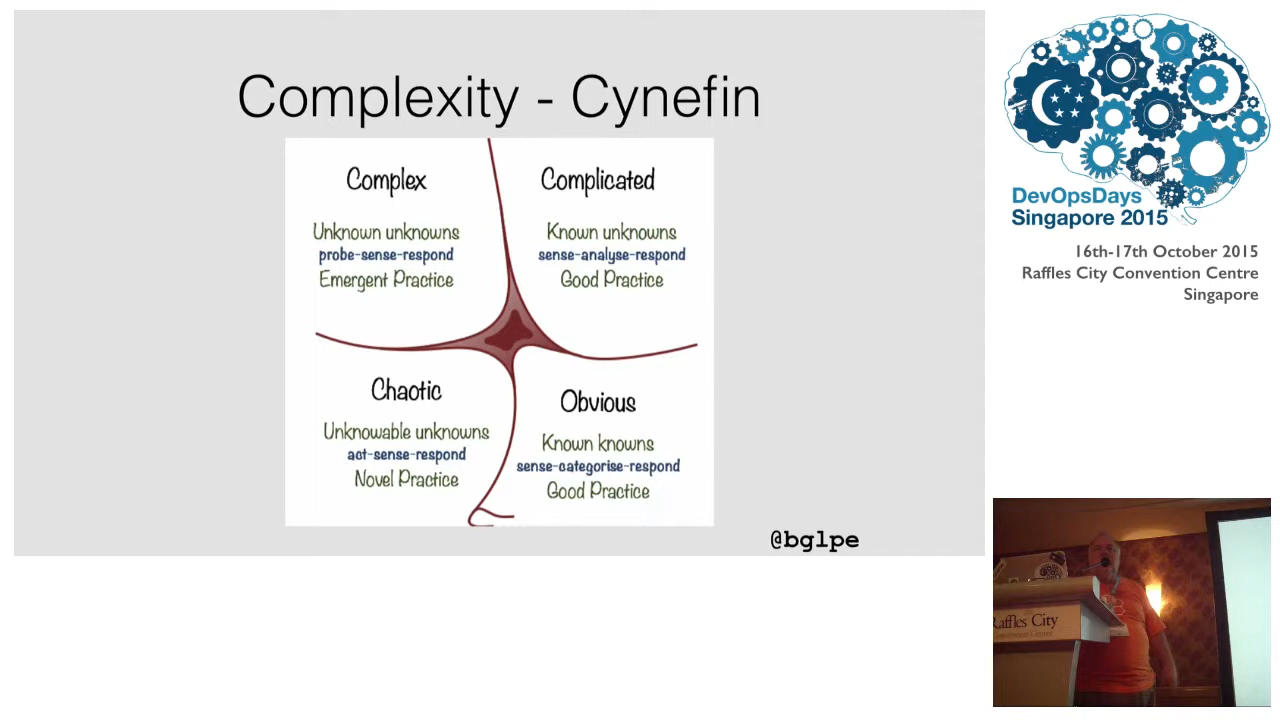 Complexity - Cynefin
Complex
Unknown unknowns
probe-sense-respond
Emergent Practice
Complicated
Known unknowns
sense-analyse-respond
Good Practice
Chaotic
Unknowable unknowns
act-sense-respond
Novel Practice
Obvious
Known knowns
sense-categorise-respond
Good Practice
@bglpe
DevOpsDays
Singapore 2015
16th-17th October 2015
Raffles City Convention Centre
Singapore
Raffles City